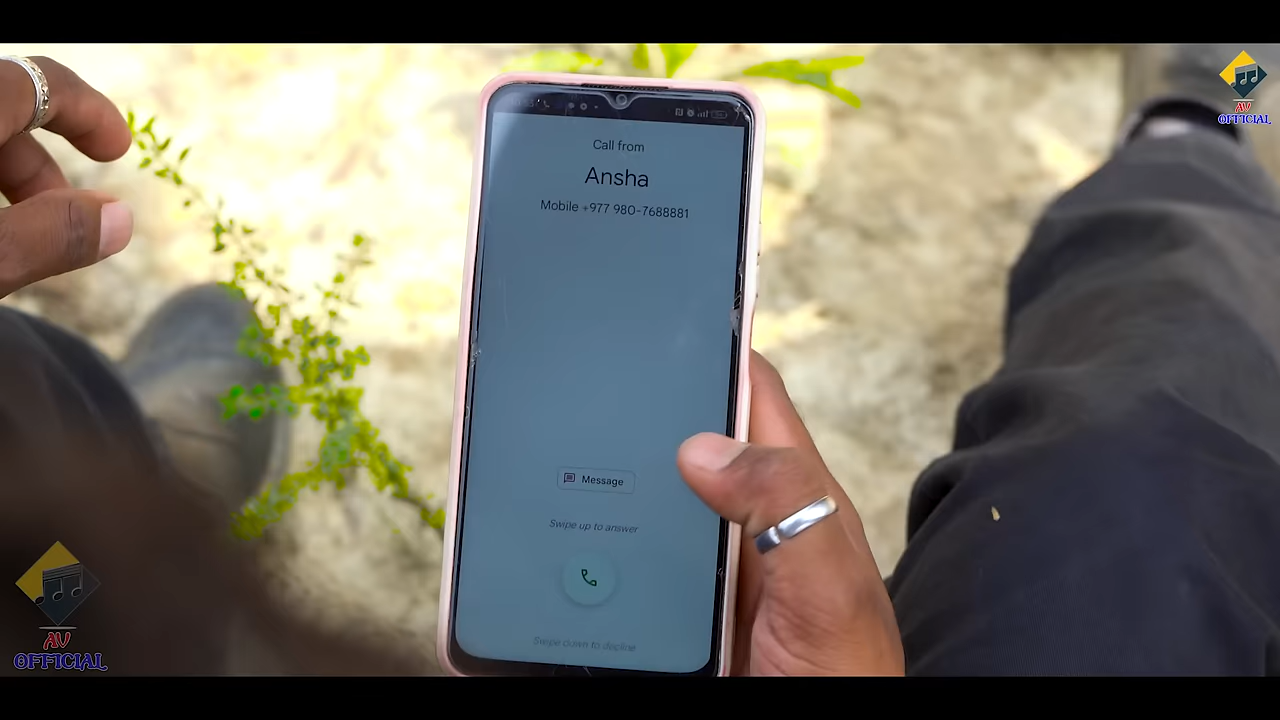 AV
OFFICIAL
Call from
Ansha
Mobile +977 980-7688881
Message
Swipe up to answer
Swipe down to decline
AV
OFFICIAL